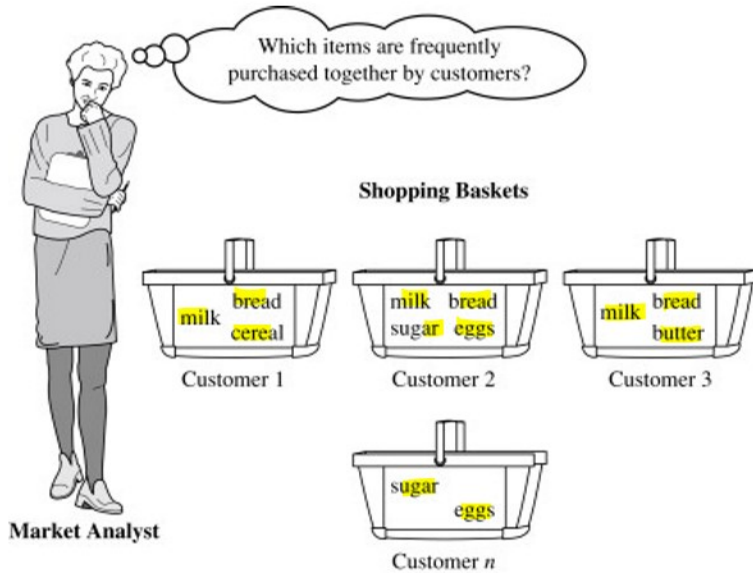 Which items are frequently
purchased together by customers?
Shopping Baskets
milk
bread
cereal
Customer 1
milk bread
sugar eggs
Customer 2
milk
bread
butter
Customer 3
sugar
eggs
Customer n
Market Analyst